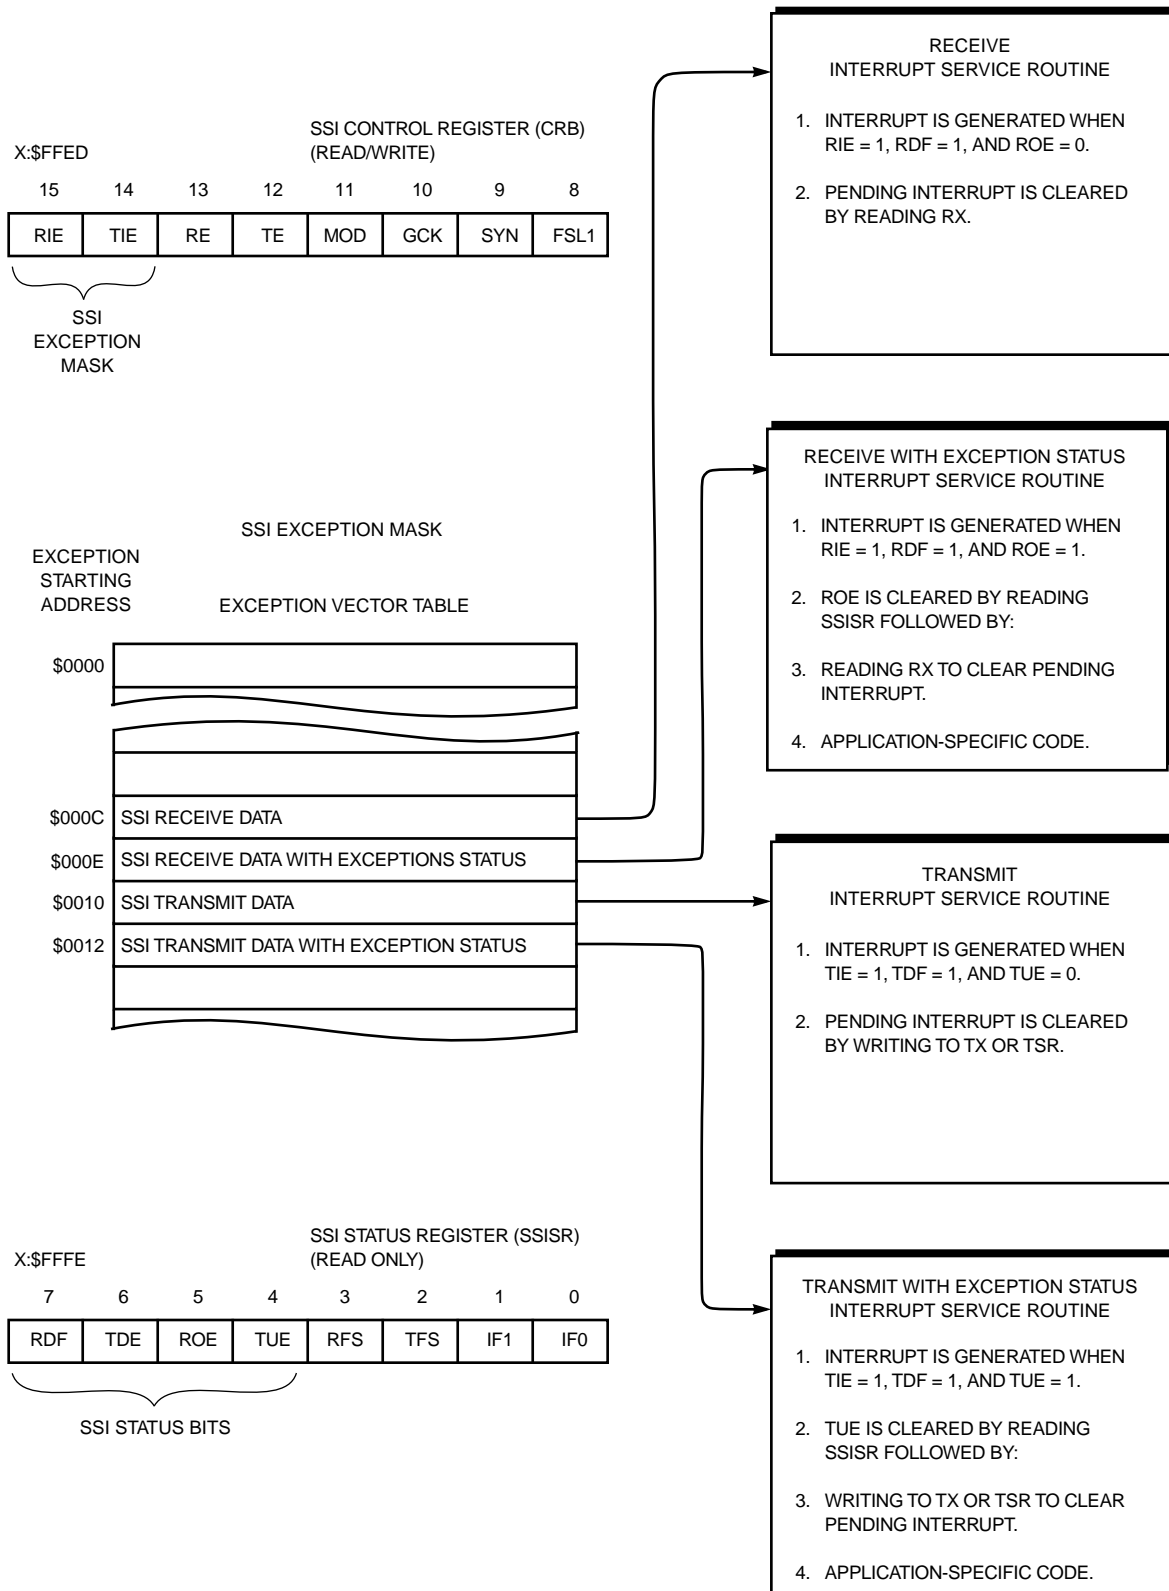 SSI CONTROL REGISTER (CRB)
X:$FFED (READ/WRITE)
15 14 13 12 11 10 9 8
RIE TIE RE TE MOD GCK SYN FSL1
SSI
EXCEPTION
MASK
SSI EXCEPTION MASK
EXCEPTION
STARTING
ADDRESS
EXCEPTION VECTOR TABLE
$0000
$000C SSI RECEIVE DATA
$000E SSI RECEIVE DATA WITH EXCEPTIONS STATUS
$0010 SSI TRANSMIT DATA
$0012 SSI TRANSMIT DATA WITH EXCEPTION STATUS
SSI STATUS REGISTER (SSISR)
X:$FFFE (READ ONLY)
7 6 5 4 3 2 1 0
RDF TDE ROE TUE RFS TFS IF1 IF0
SSI STATUS BITS
RECEIVE
INTERRUPT SERVICE ROUTINE
1. INTERRUPT IS GENERATED WHEN
RIE = 1, RDF = 1, AND ROE = 0.
2. PENDING INTERRUPT IS CLEARED
BY READING RX.
RECEIVE WITH EXCEPTION STATUS
INTERRUPT SERVICE ROUTINE
1. INTERRUPT IS GENERATED WHEN
RIE = 1, RDF = 1, AND ROE = 1.
2. ROE IS CLEARED BY READING
SSISR FOLLOWED BY:
3. READING RX TO CLEAR PENDING
INTERRUPT.
4. APPLICATION-SPECIFIC CODE.
TRANSMIT
INTERRUPT SERVICE ROUTINE
1. INTERRUPT IS GENERATED WHEN
TIE = 1, TDF = 1, AND TUE = 0.
2. PENDING INTERRUPT IS CLEARED
BY WRITING TO TX OR TSR.
TRANSMIT WITH EXCEPTION STATUS
INTERRUPT SERVICE ROUTINE
1. INTERRUPT IS GENERATED WHEN
TIE = 1, TDF = 1, AND TUE = 1.
2. TUE IS CLEARED BY READING
SSISR FOLLOWED BY:
3. WRITING TO TX OR TSR TO CLEAR
PENDING INTERRUPT.
4. APPLICATION-SPECIFIC CODE.